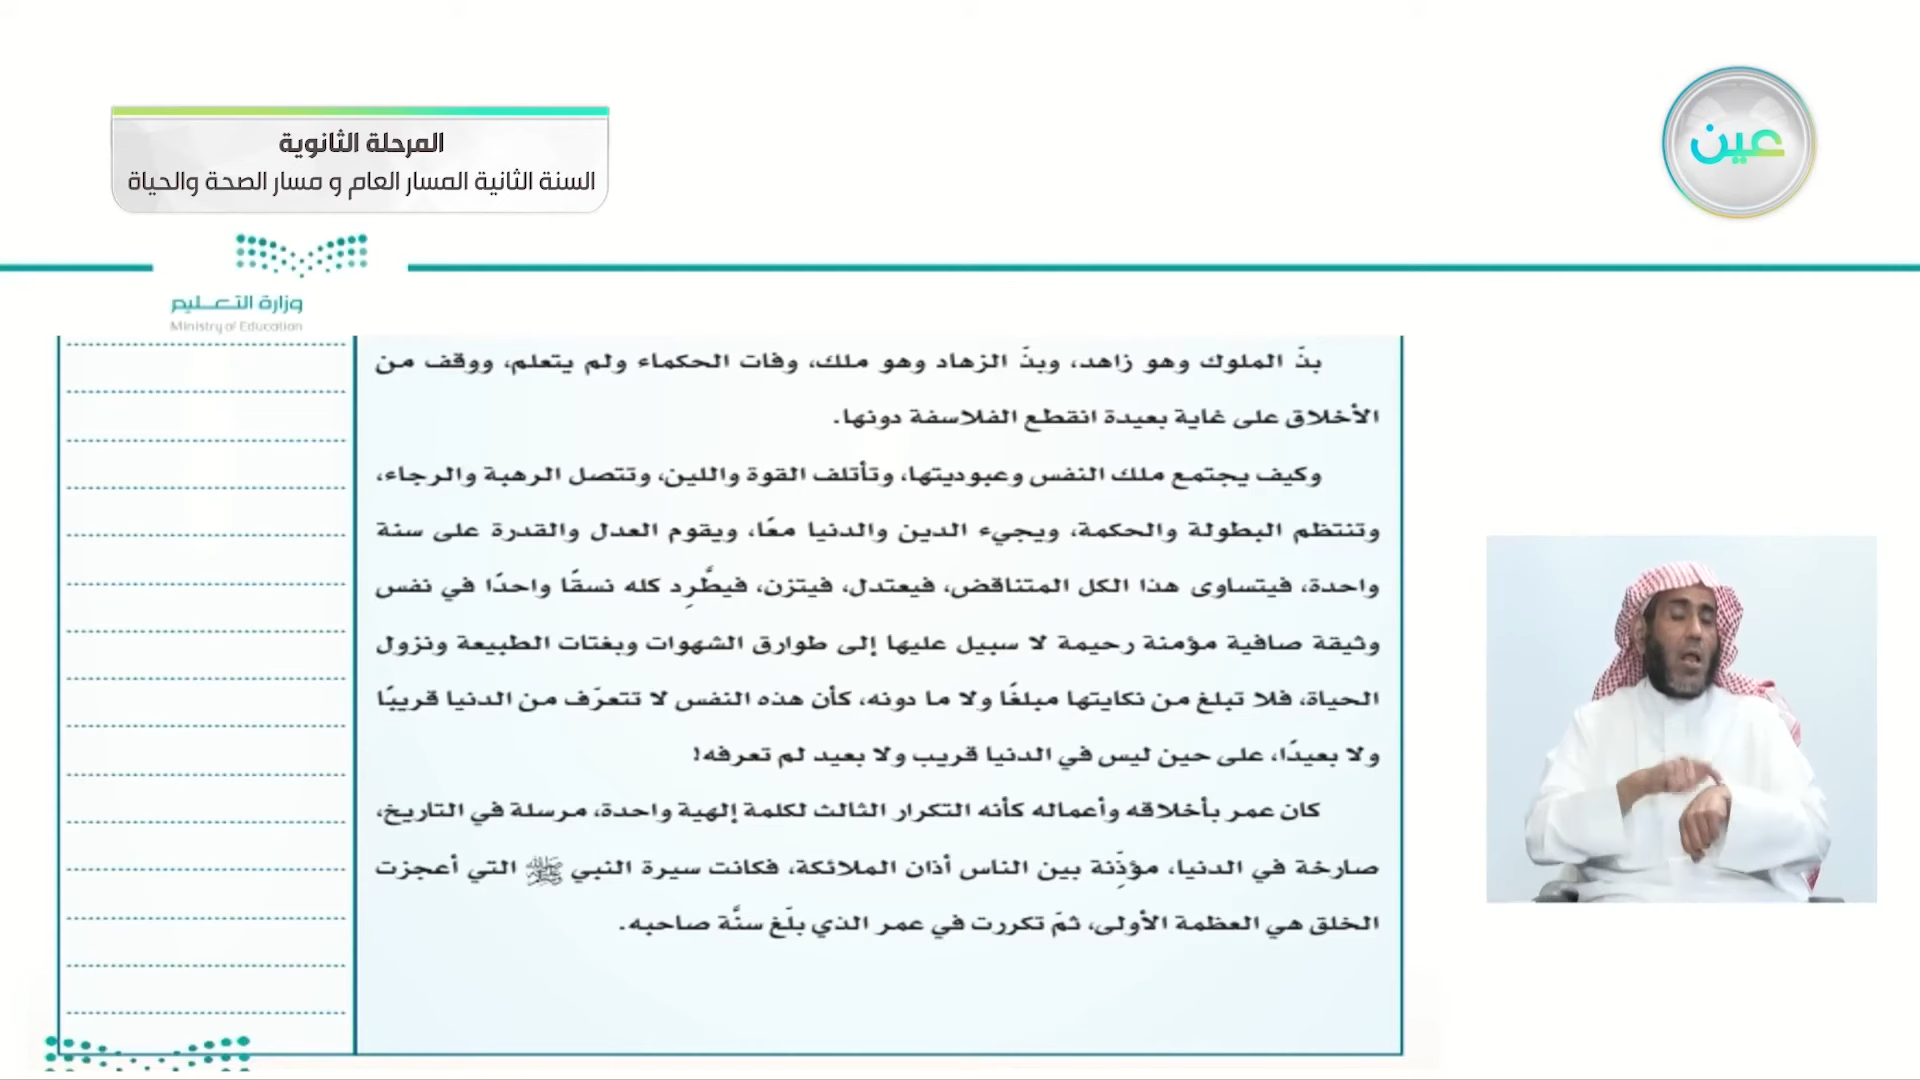 المرحلة الثانوية
السنة الثانية المسار العام و مسار الصحة والحياة
عين
وزارة التعليم
Ministry of Education
بذّ الملوك وهو زاهد، وبذّ الزهاد وهو ملك، وفات الحكماء ولم يتعلم، ووقف من
الأخلاق على غاية بعيدة انقطع الفلاسفة دونها.
وكيف يجتمع ملك النفس وعبوديتها، وتأتلف القوة واللين، وتتصل الرهبة والرجاء،
وتنتظم البطولة والحكمة، ويجيء الدين والدنيا معًا، ويقوم العدل والقدرة على سنة
واحدة، فيتساوى هذا الكل المتناقض، فيعتدل، فيتزن، فيطَّرِد كله نسقًا واحدًا في نفس
وثيقة صافية مؤمنة رحيمة لا سبيل عليها إلى طوارق الشهوات وبغتات الطبيعة ونزول
الحياة، فلا تبلغ من نكايتها مبلغًا ولا ما دونه، كأن هذه النفس لا تتعرّف من الدنيا قريبًا
ولا بعيدًا، على حين ليس في الدنيا قريب ولا بعيد لم تعرفه!
كان عمر بأخلاقه وأعماله كأنه التكرار الثالث لكلمة إلهية واحدة، مرسلة في التاريخ،
صارخة في الدنيا، مؤذِّنة بين الناس أذان الملائكة، فكانت سيرة النبي ﷺ التي أعجزت
الخلق هي العظمة الأولى، ثمّ تكررت في عمر الذي بلّغ سنَّة صاحبه.